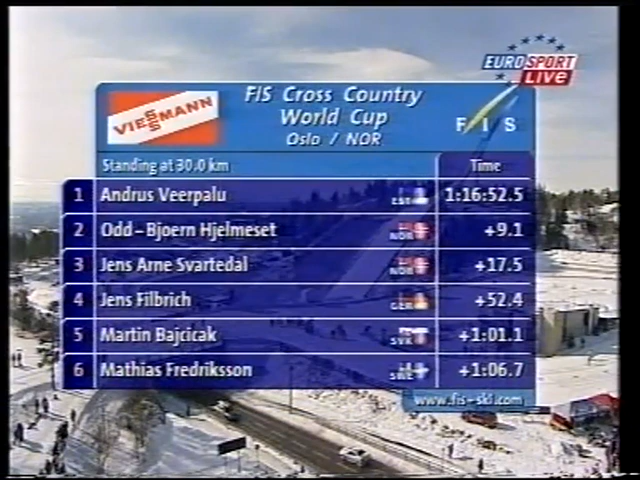 EUROSPORT
LIVE
VIESSMANN
FIS Cross Country
World Cup
Oslo / NOR
F I S
Standing at 30.0 km Time
1 Andrus Veerpalu EST 1:16:52.5
2 Odd-Bjoern Hjelmeset NOR +9.1
3 Jens Arne Svartedal NOR +17.5
4 Jens Filbrich GER +52.4
5 Martin Bajcicak SVK +1:01.1
6 Mathias Fredriksson SWE +1:06.7
www.fis-ski.com